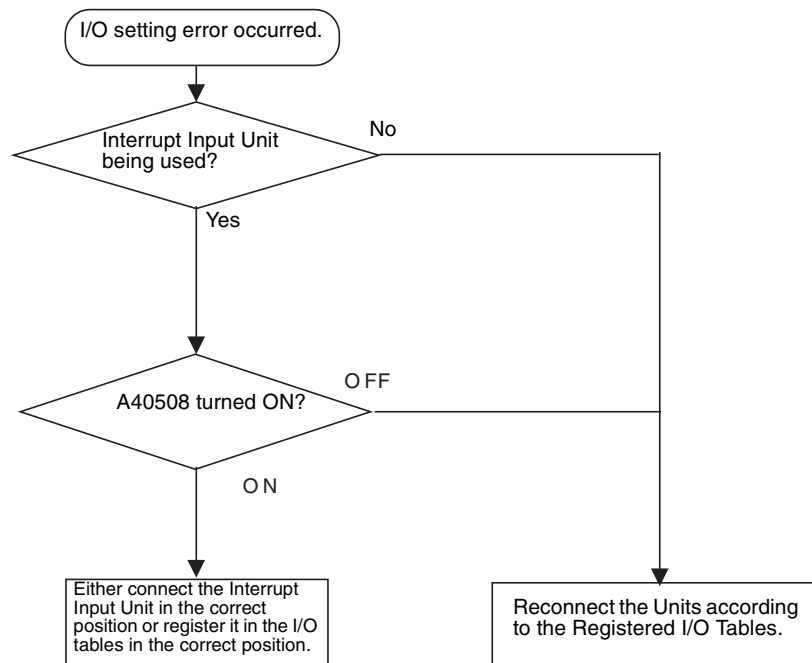 I/O setting error occurred.
Interrupt Input Unit
being used?
No
Yes
A40508 turned ON?
OFF
ON
Either connect the Interrupt
Input Unit in the correct
position or register it in the I/O
tables in the correct position.
Reconnect the Units according
to the Registered I/O Tables.